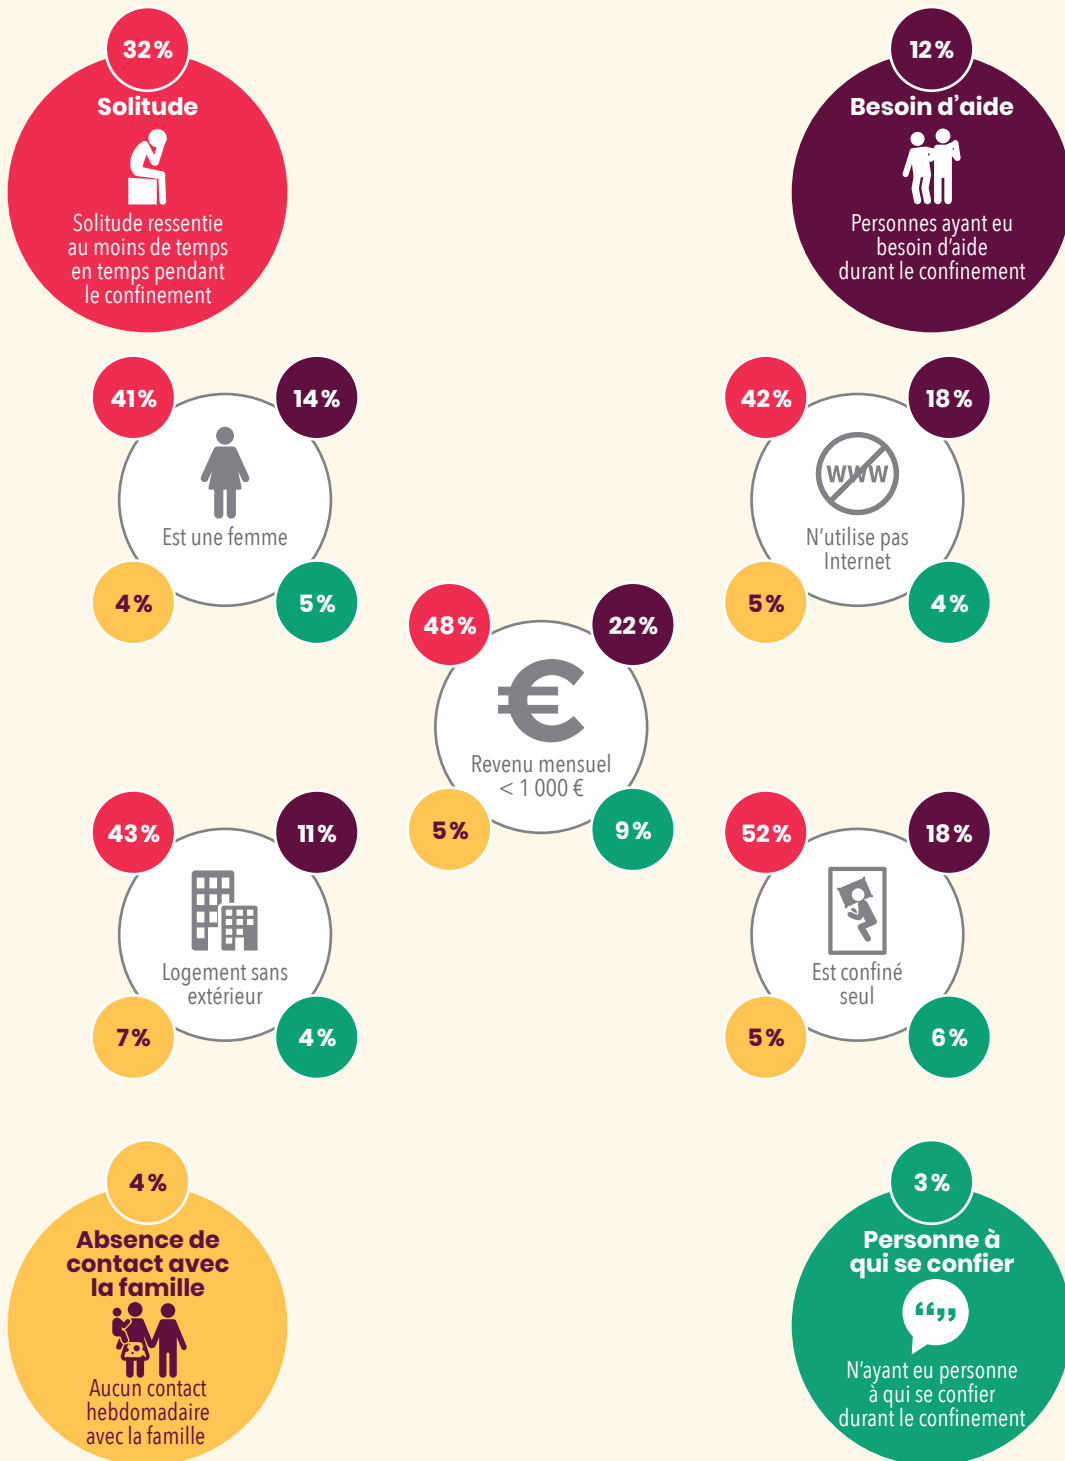 32%
Solitude
Solitude ressentie
au moins de temps
en temps pendant
le confinement
12%
Besoin d’aide
Personnes ayant eu
besoin d’aide
durant le confinement
41%
14%
Est une femme
4%
5%
42%
18%
www
N’utilise pas
Internet
5%
4%
48%
22%
€
Revenu mensuel
< 1 000 €
5%
9%
43%
11%
Logement sans
extérieur
7%
4%
52%
18%
Est confiné
seul
5%
6%
4%
Absence de
contact avec
la famille
Aucun contact
hebdomadaire
avec la famille
3%
Personne à
qui se confier
“„
N’ayant eu personne
à qui se confier
durant le confinement